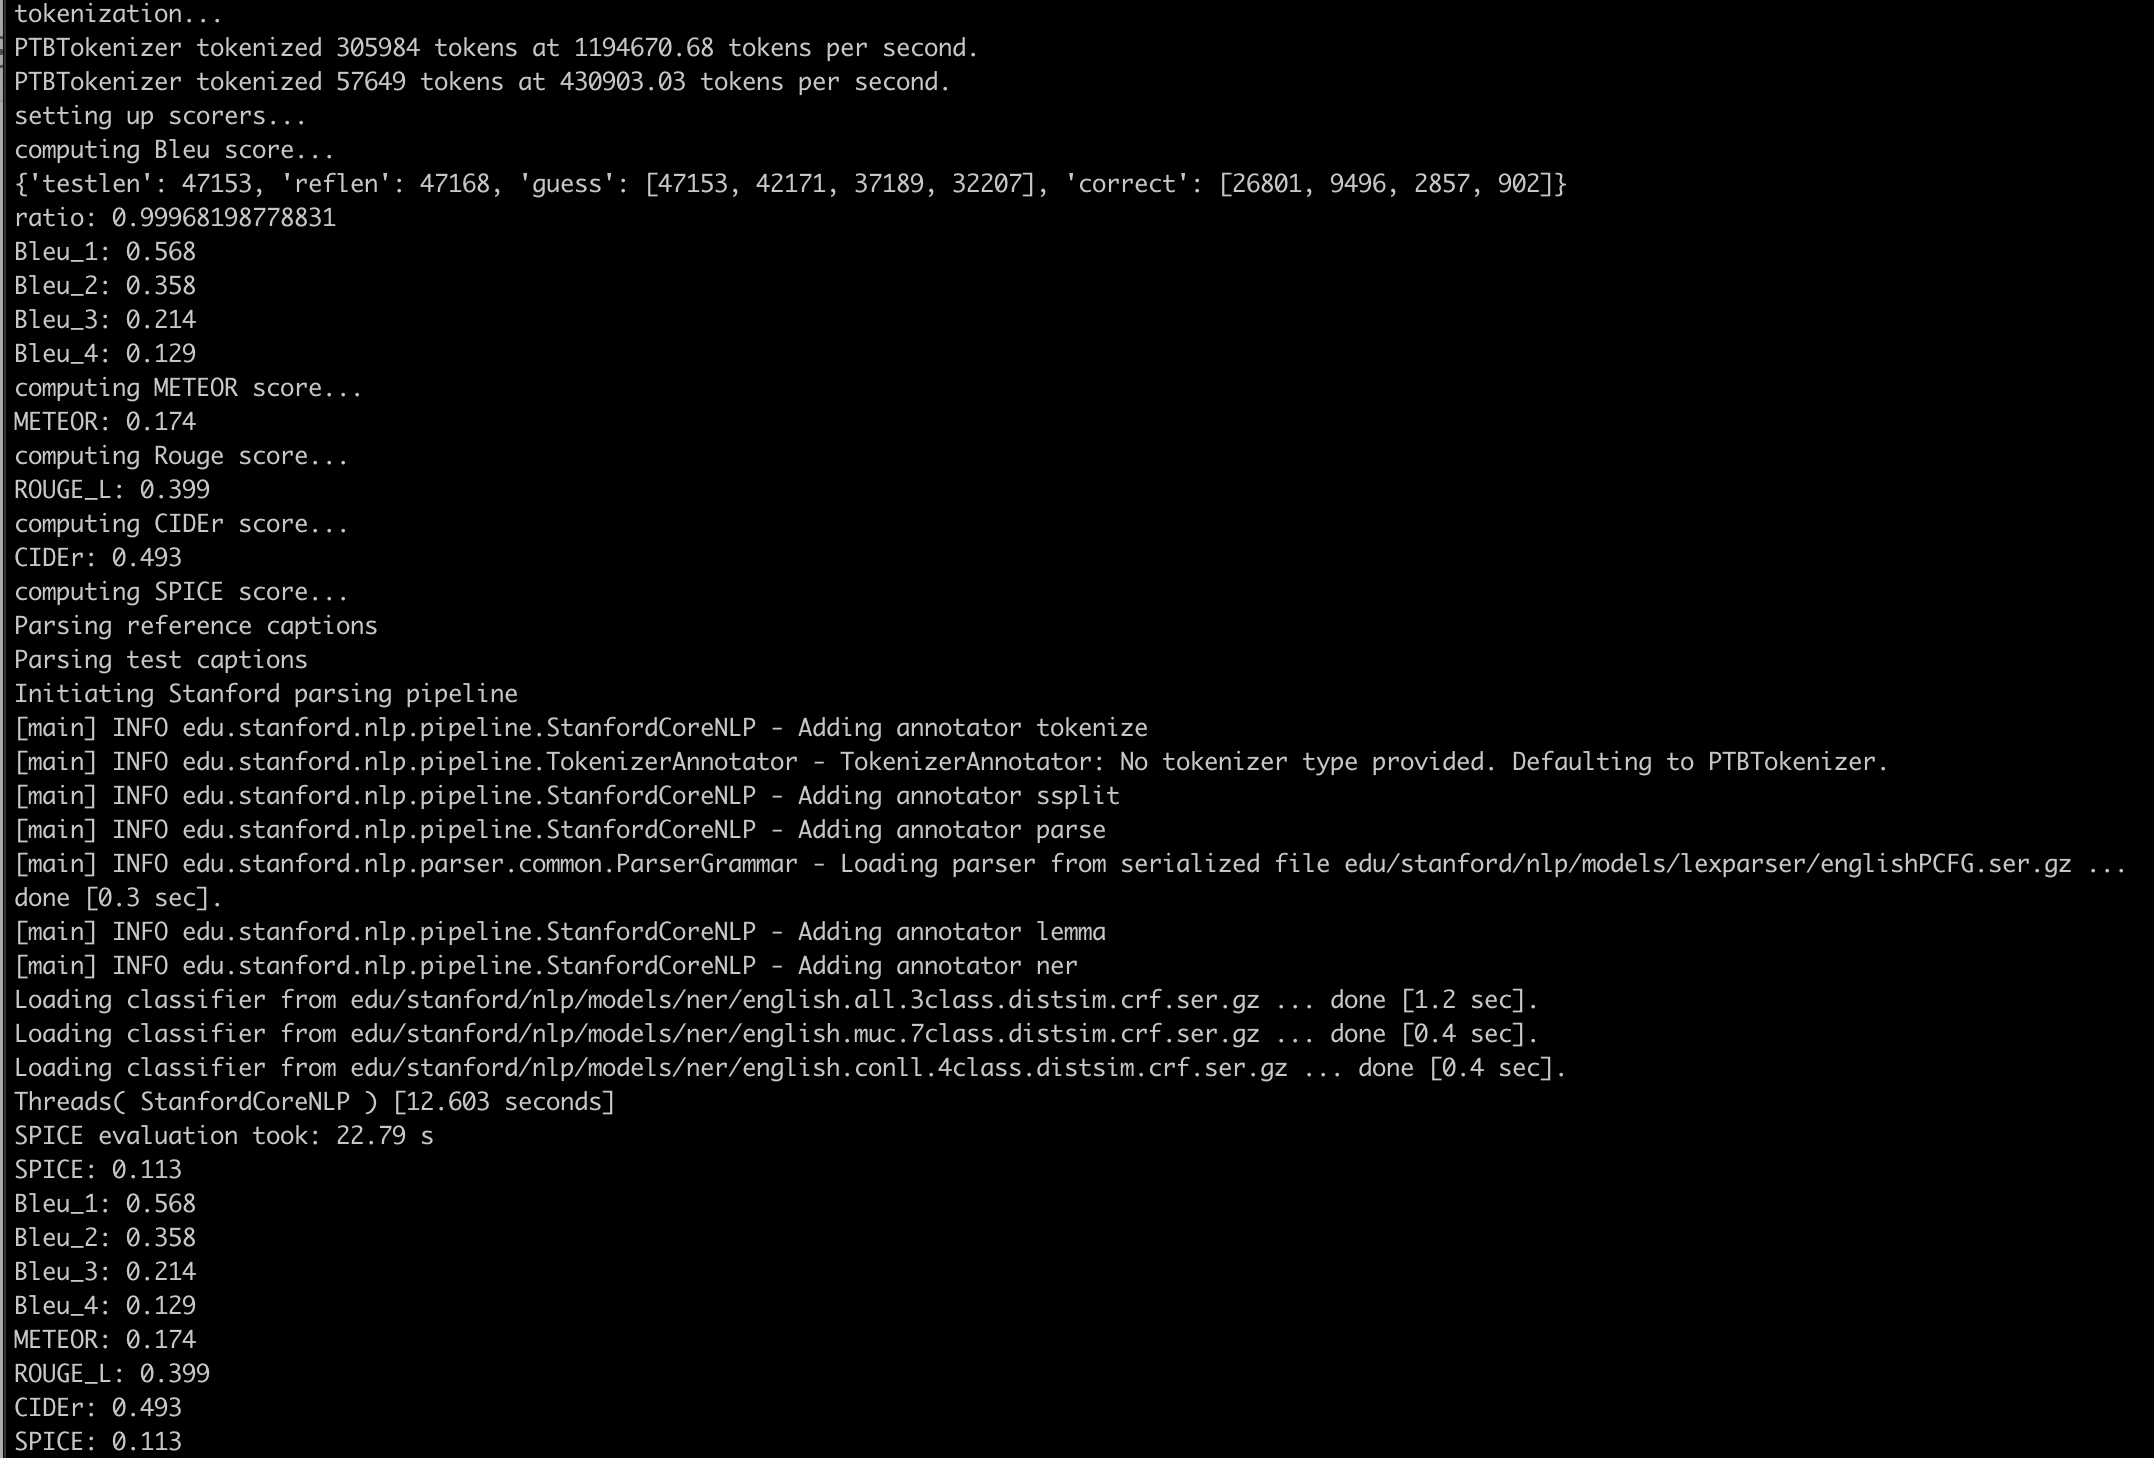 tokenization...
PTBTokenizer tokenized 305984 tokens at 1194670.68 tokens per second.
PTBTokenizer tokenized 57649 tokens at 430903.03 tokens per second.
setting up scorers...
computing Bleu score...
{'testlen': 47153, 'reflen': 47168, 'guess': [47153, 42171, 37189, 32207], 'correct': [26801, 9496, 2857, 902]}
ratio: 0.99968198778831
Bleu_1: 0.568
Bleu_2: 0.358
Bleu_3: 0.214
Bleu_4: 0.129
computing METEOR score...
METEOR: 0.174
computing Rouge score...
ROUGE_L: 0.399
computing CIDEr score...
CIDEr: 0.493
computing SPICE score...
Parsing reference captions
Parsing test captions
Initiating Stanford parsing pipeline
[main] INFO edu.stanford.nlp.pipeline.StanfordCoreNLP - Adding annotator tokenize
[main] INFO edu.stanford.nlp.pipeline.TokenizerAnnotator - TokenizerAnnotator: No tokenizer type provided. Defaulting to PTBTokenizer.
[main] INFO edu.stanford.nlp.pipeline.StanfordCoreNLP - Adding annotator ssplit
[main] INFO edu.stanford.nlp.pipeline.StanfordCoreNLP - Adding annotator parse
[main] INFO edu.stanford.nlp.parser.common.ParserGrammar - Loading parser from serialized file edu/stanford/nlp/models/lexparser/englishPCFG.ser.gz ...
done [0.3 sec].
[main] INFO edu.stanford.nlp.pipeline.StanfordCoreNLP - Adding annotator lemma
[main] INFO edu.stanford.nlp.pipeline.StanfordCoreNLP - Adding annotator ner
Loading classifier from edu/stanford/nlp/models/ner/english.all.3class.distsim.crf.ser.gz ... done [1.2 sec].
Loading classifier from edu/stanford/nlp/models/ner/english.muc.7class.distsim.crf.ser.gz ... done [0.4 sec].
Loading classifier from edu/stanford/nlp/models/ner/english.conll.4class.distsim.crf.ser.gz ... done [0.4 sec].
Threads( StanfordCoreNLP ) [12.603 seconds]
SPICE evaluation took: 22.79 s
SPICE: 0.113
Bleu_1: 0.568
Bleu_2: 0.358
Bleu_3: 0.214
Bleu_4: 0.129
METEOR: 0.174
ROUGE_L: 0.399
CIDEr: 0.493
SPICE: 0.113